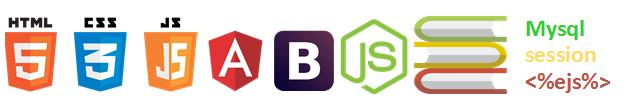 HTML CSS JS
5 3 JS A B JS
Mysql
session
<%ejs%>